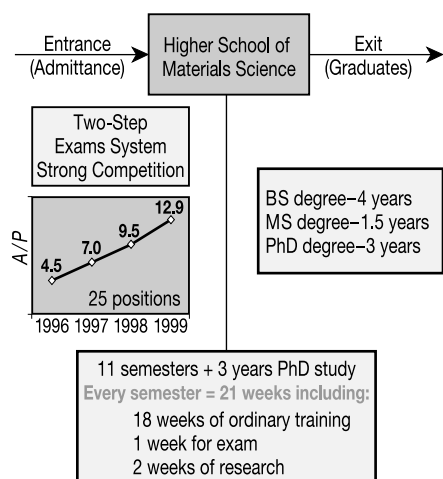 Entrance
(Admittance)
Higher School of
Materials Science
Exit
(Graduates)
Two-Step
Exams System
Strong Competition
A/P
4.5
7.0
9.5
12.9
25 positions
1996 1997 1998 1999
BS degree–4 years
MS degree–1.5 years
PhD degree–3 years
11 semesters + 3 years PhD study
Every semester = 21 weeks including:
18 weeks of ordinary training
1 week for exam
2 weeks of research